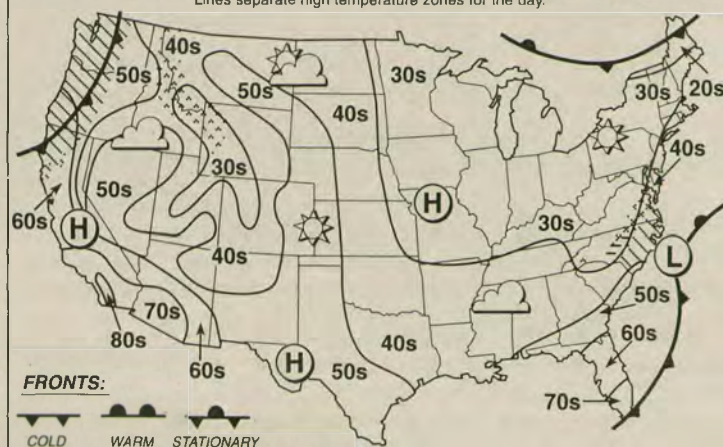 Lines separate high temperature zones for the day.
40s
50s
50s
30s
20s
30s
40s
40s
50s
30s
60s
H
H
30s
L
40s
50s
70s
40s
60s
80s
60s
H
50s
70s
FRONTS:
COLD WARM STATIONARY